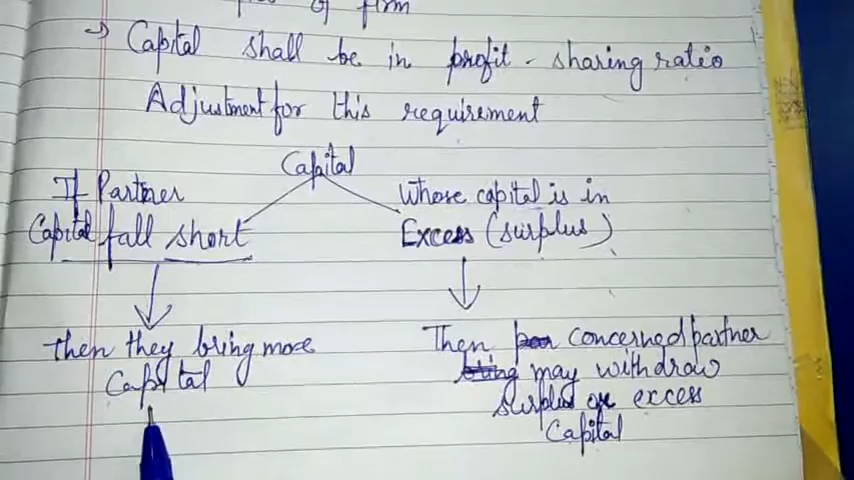 of firm
→ Capital shall be in profit - sharing ratio
Adjustment for this requirement
Capital
If Partner
Capital fall short
Whose capital is in
Excess (surplus)
then they bring more
Capital
Then concerned partner
may withdraw
surplus or excess
Capital